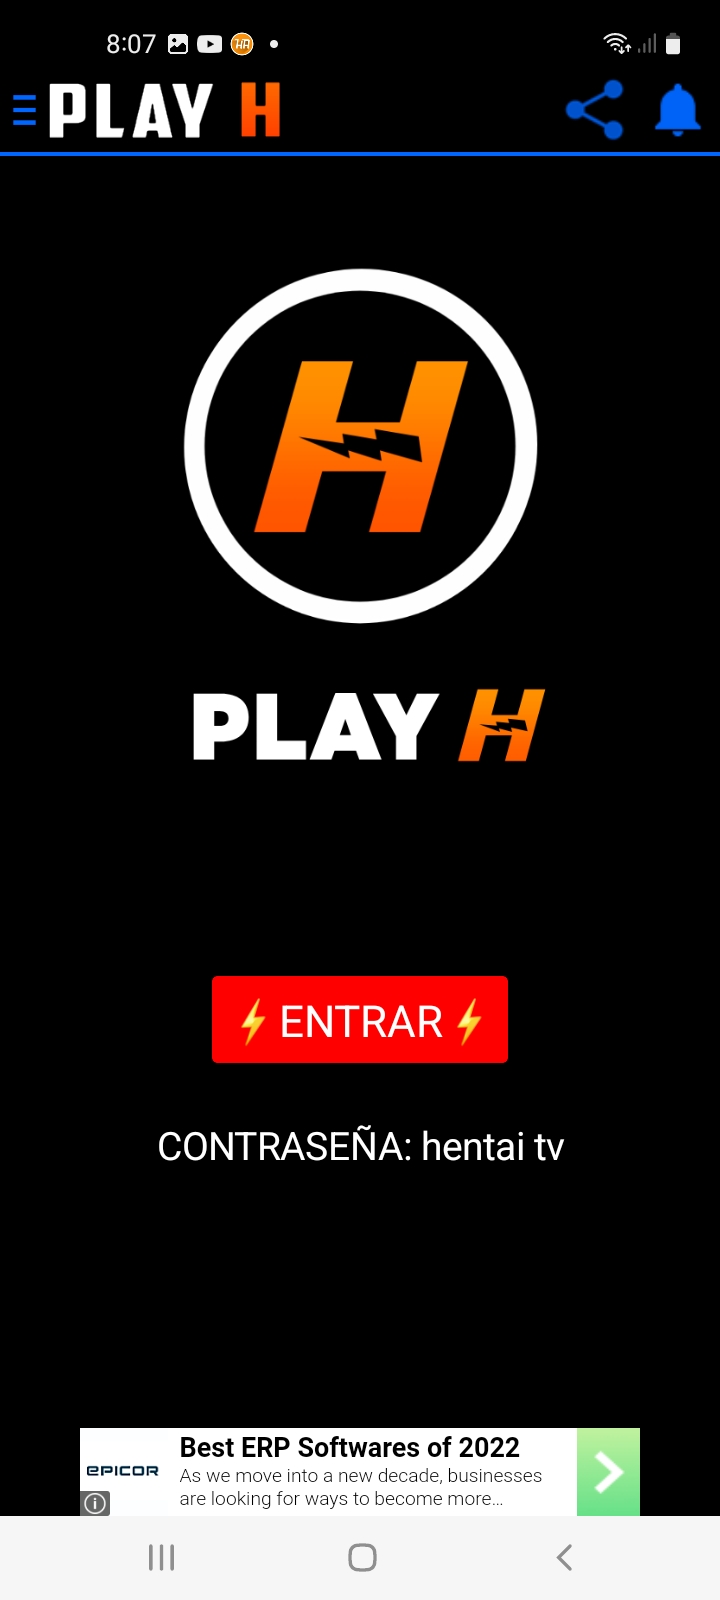 8:07
PLAY H
H
PLAY H
⚡ENTRAR⚡
CONTRASEÑA: hentai tv
Best ERP Softwares of 2022
EPICOR
As we move into a new decade, businesses
are looking for ways to become more...